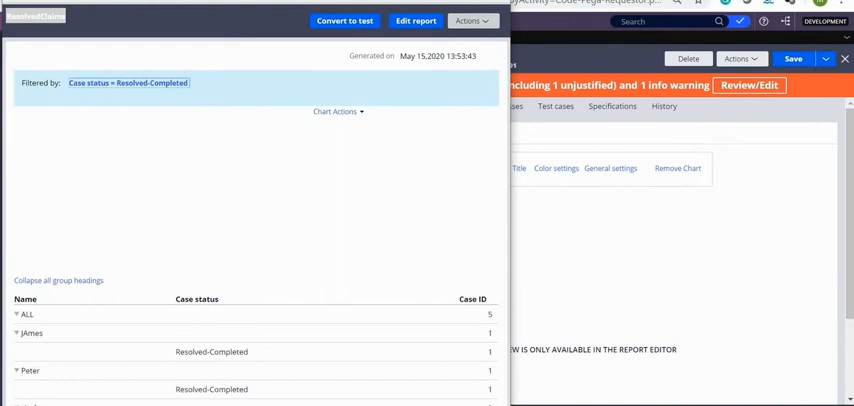 ResolvedClaims
Convert to test
Edit report
Actions
Generated on May 15,2020 13:53:43
Filtered by: Case status = Resolved-Completed
Chart Actions
Collapse all group headings
Name Case status Case ID
ALL 5
JAmes 1
Resolved-Completed 1
Peter 1
Resolved-Completed 1
Search
DEVELOPMENT
Delete
Actions
Save
ncluding 1 unjustified) and 1 info warning Review/Edit
ses Test cases Specifications History
Title Color settings General settings Remove Chart
EW IS ONLY AVAILABLE IN THE REPORT EDITOR